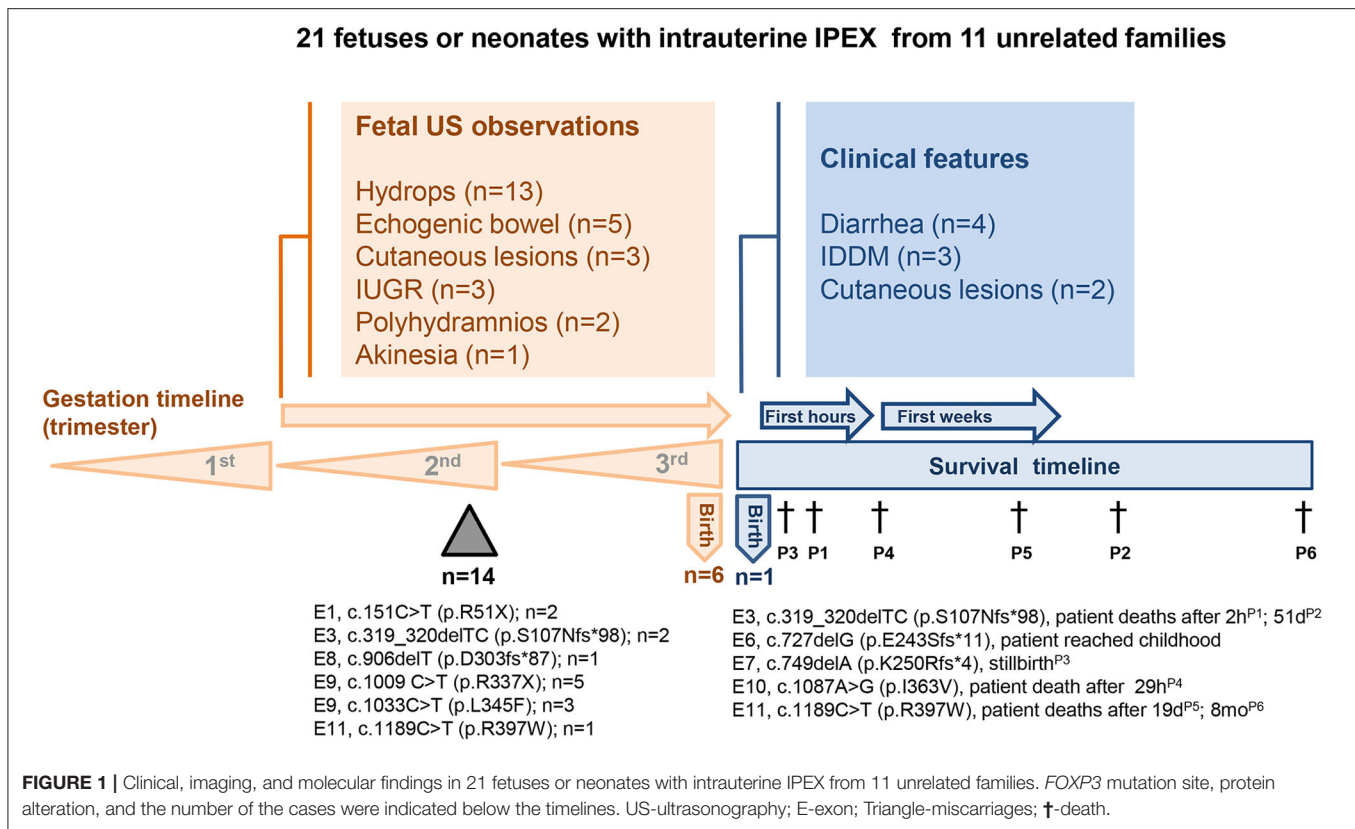 21 fetuses or neonates with intrauterine IPEX from 11 unrelated families
Fetal US observations
Hydrops (n=13)
Echogenic bowel (n=5)
Cutaneous lesions (n=3)
IUGR (n=3)
Polyhydramnios (n=2)
Akinesia (n=1)
Clinical features
Diarrhea (n=4)
IDDM (n=3)
Cutaneous lesions (n=2)
Gestation timeline
(trimester)
First hours
First weeks
1st
2nd
3rd
Survival timeline
Birth
Birth
† † † † † †
P3 P1 P4 P5 P2 P6
n=14
n=6
n=1
E1, c.151C>T (p.R51X); n=2
E3, c.319_320delTC (p.S107Nfs*98); n=2
E8, c.906delT (p.D303fs*87); n=1
E9, c.1009 C>T (p.R337X); n=5
E9, c.1033C>T (p.L345F); n=3
E11, c.1189C>T (p.R397W); n=1
E3, c.319_320delTC (p.S107Nfs*98), patient deaths after 2hP1; 51dP2
E6, c.727delG (p.E243Sfs*11), patient reached childhood
E7, c.749delA (p.K250Rfs*4), stillbirthP3
E10, c.1087A>G (p.I363V), patient death after 29hP4
E11, c.1189C>T (p.R397W), patient deaths after 19dP5; 8moP6
FIGURE 1 | Clinical, imaging, and molecular findings in 21 fetuses or neonates with intrauterine IPEX from 11 unrelated families. FOXP3 mutation site, protein
alteration, and the number of the cases were indicated below the timelines. US-ultrasonography; E-exon; Triangle-miscarriages; †-death.